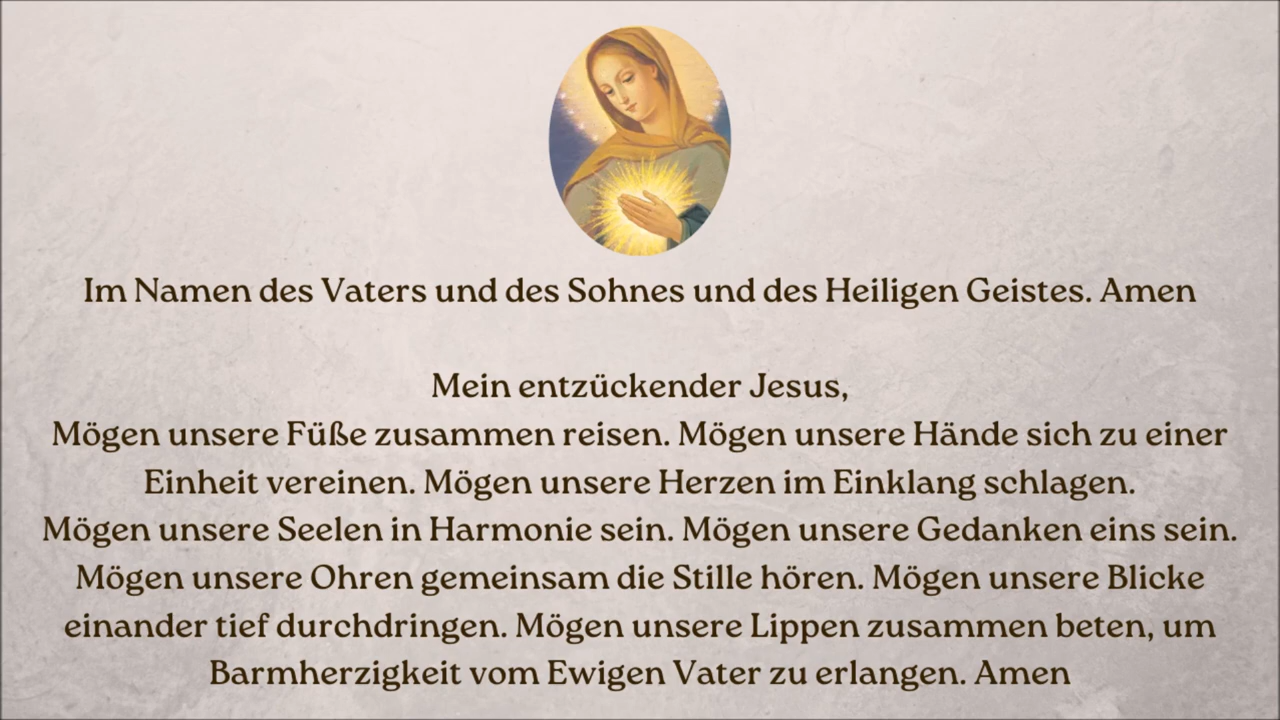 Im Namen des Vaters und des Sohnes und des Heiligen Geistes. Amen
Mein entzückender Jesus,
Mögen unsere Füße zusammen reisen. Mögen unsere Hände sich zu einer
Einheit vereinen. Mögen unsere Herzen im Einklang schlagen.
Mögen unsere Seelen in Harmonie sein. Mögen unsere Gedanken eins sein.
Mögen unsere Ohren gemeinsam die Stille hören. Mögen unsere Blicke
einander tief durchdringen. Mögen unsere Lippen zusammen beten, um
Barmherzigkeit vom Ewigen Vater zu erlangen. Amen